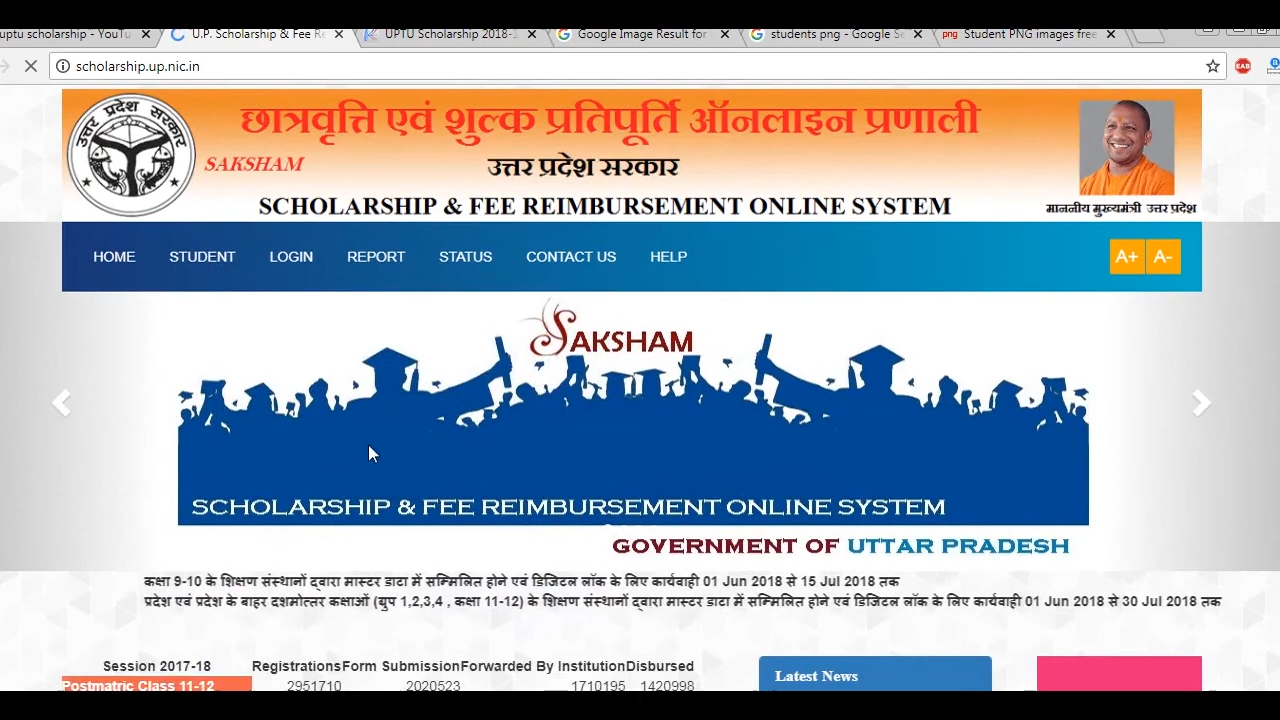 uptu scholarship - YouTu
U.P. Scholarship & Fee Re
UPTU Scholarship 2018-
Google Image Result for
students png - Google Se
png Student PNG images free
scholarship.up.nic.in
EAB
उत्तर प्रदेश सरकार
छात्रवृत्ति एवं शुल्क प्रतिपूर्ति ऑनलाइन प्रणाली
SAKSHAM
उत्तर प्रदेश सरकार
SCHOLARSHIP & FEE REIMBURSEMENT ONLINE SYSTEM
माननीय मुख्यमंत्री उत्तर प्रदेश
HOME STUDENT LOGIN REPORT STATUS CONTACT US HELP A+ A-
SAKSHAM
SCHOLARSHIP & FEE REIMBURSEMENT ONLINE SYSTEM
GOVERNMENT OF UTTAR PRADESH
कक्षा 9-10 के शिक्षण संस्थानों द्वारा मास्टर डाटा में सम्मिलित होने एवं डिजिटल लॉक के लिए कार्यवाही 01 Jun 2018 से 15 Jul 2018 तक
प्रदेश एवं प्रदेश के बाहर दशमोत्तर कक्षाओं (ग्रुप 1,2,3,4 , कक्षा 11-12) के शिक्षण संस्थानों द्वारा मास्टर डाटा में सम्मिलित होने एवं डिजिटल लॉक के लिए कार्यवाही 01 Jun 2018 से 30 Jul 2018 तक
Session 2017-18 Registrations Form Submission Forwarded By Institution Disbursed
Postmatric Class 11-12 2951710 2020523 1710195 1420998
Latest News